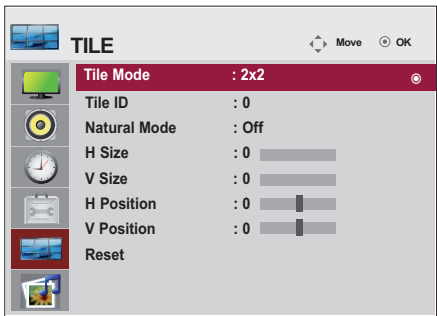 TILE Move OK
Tile Mode : 2x2
Tile ID : 0
Natural Mode : Off
H Size : 0
V Size : 0
H Position : 0
V Position : 0
Reset